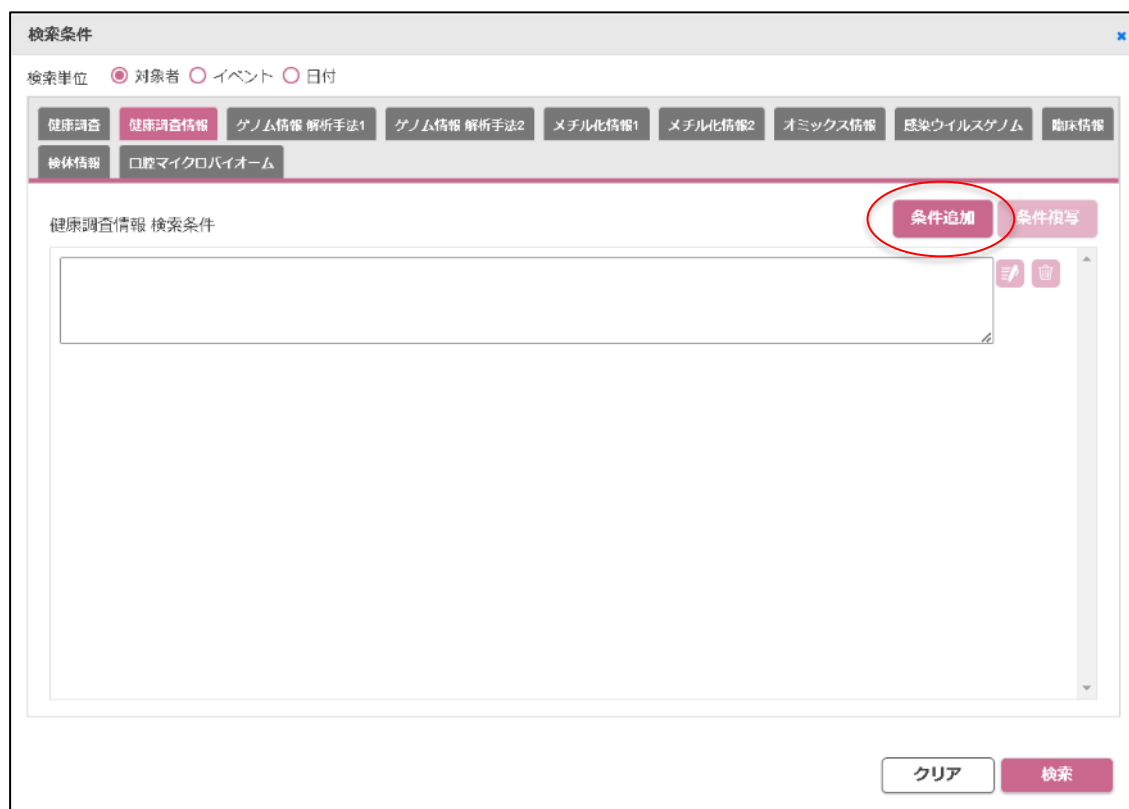 検索条件
検索単位 対象者 イベント 日付
健康調査 健康調査情報 ゲノム情報 解析手法1 ゲノム情報 解析手法2 メチル化情報1 メチル化情報2 オミックス情報 感染ウイルスゲノム 臨床情報
検体情報 口腔マイクロバイオーム
健康調査情報 検索条件 条件追加 条件複写
クリア 検索